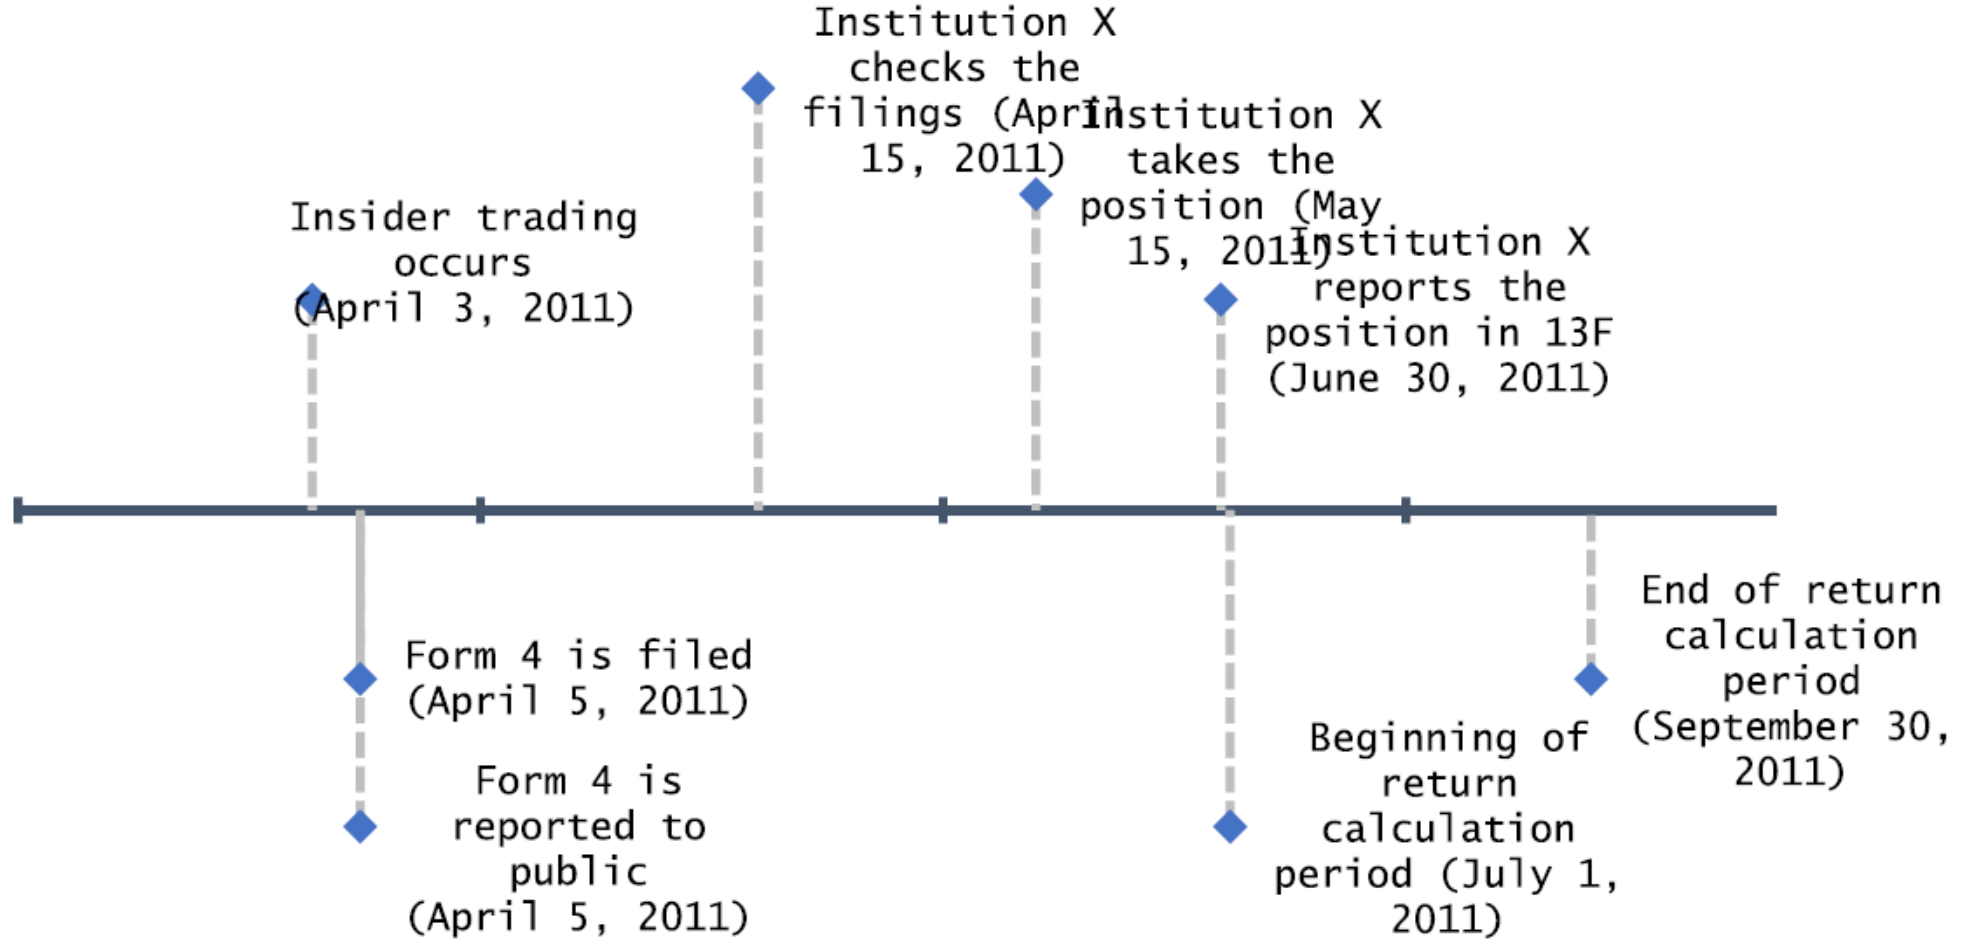 Institution X
checks the
filings (April
15, 2011)
Institution X
takes the
position (May
15, 2011)
Institution X
reports the
position in 13F
(June 30, 2011)
Insider trading
occurs
(April 3, 2011)
Form 4 is filed
(April 5, 2011)
Form 4 is
reported to
public
(April 5, 2011)
Beginning of
return
calculation
period (July 1,
2011)
End of return
calculation
period
(September 30,
2011)